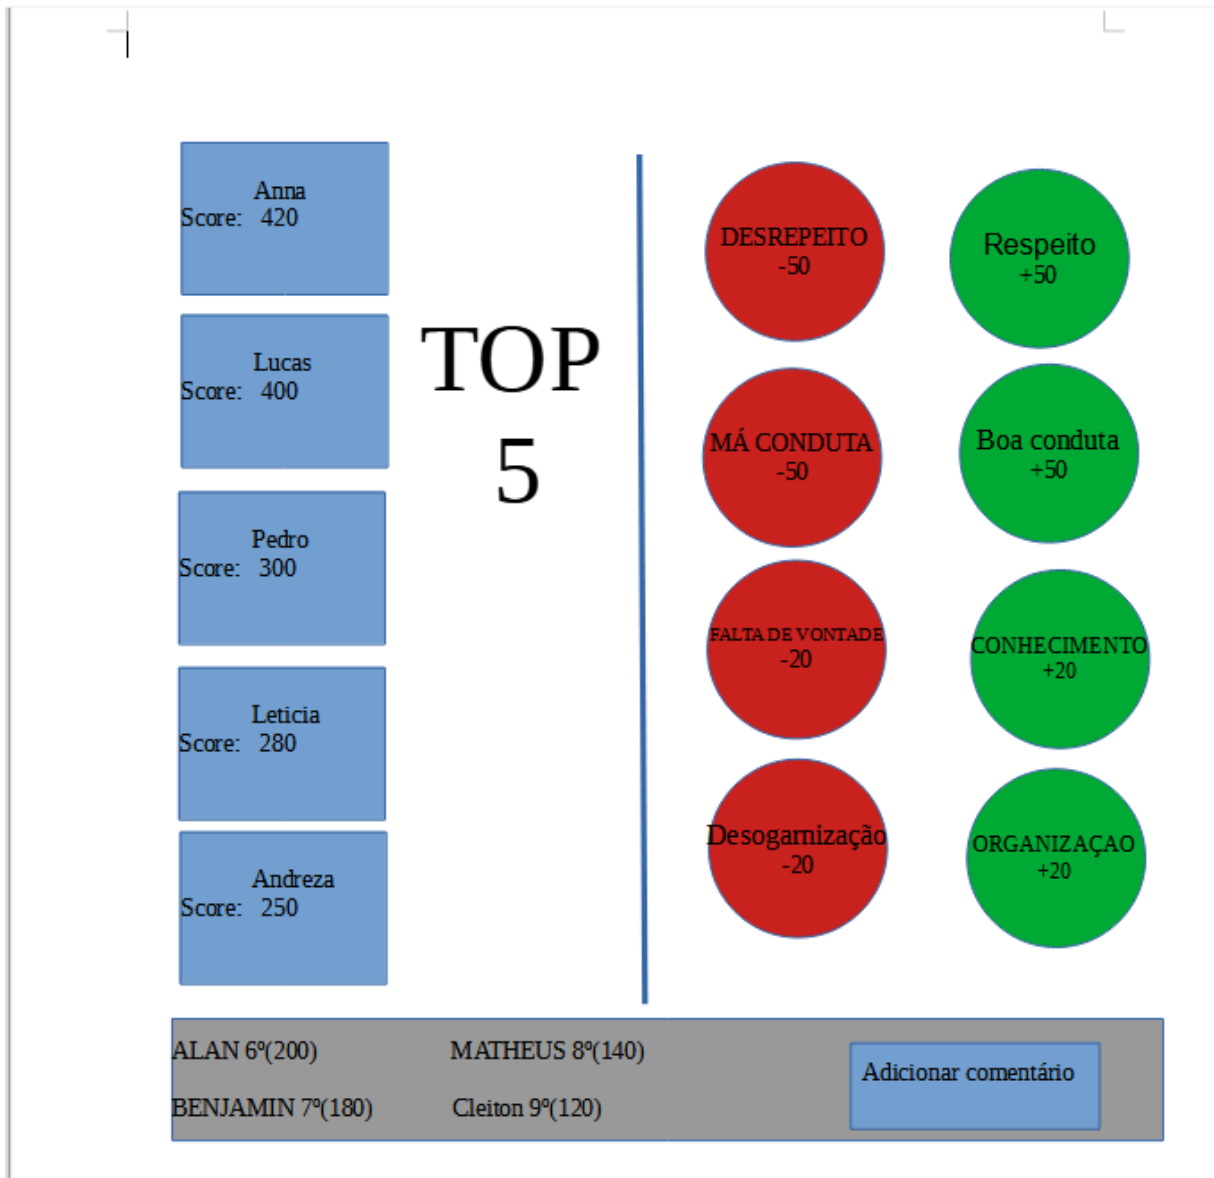 Anna
Score: 420
Lucas
Score: 400
Pedro
Score: 300
Leticia
Score: 280
Andreza
Score: 250
TOP
5
DESREPEITO
-50
MÁ CONDUTA
-50
FALTA DE VONTADE
-20
Desogarnização
-20
Respeito
+50
Boa conduta
+50
CONHECIMENTO
+20
ORGANIZAÇAO
+20
ALAN 6º(200)
MATHEUS 8º(140)
BENJAMIN 7º(180)
Cleiton 9º(120)
Adicionar comentário